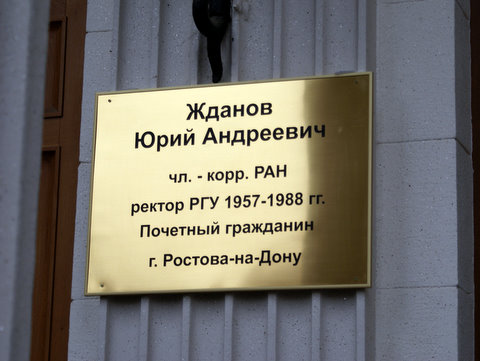 Жданов
Юрий Андреевич
чл. - корр. РАН
ректор РГУ 1957-1988 гг.
Почетный гражданин
г. Ростова-на-Дону